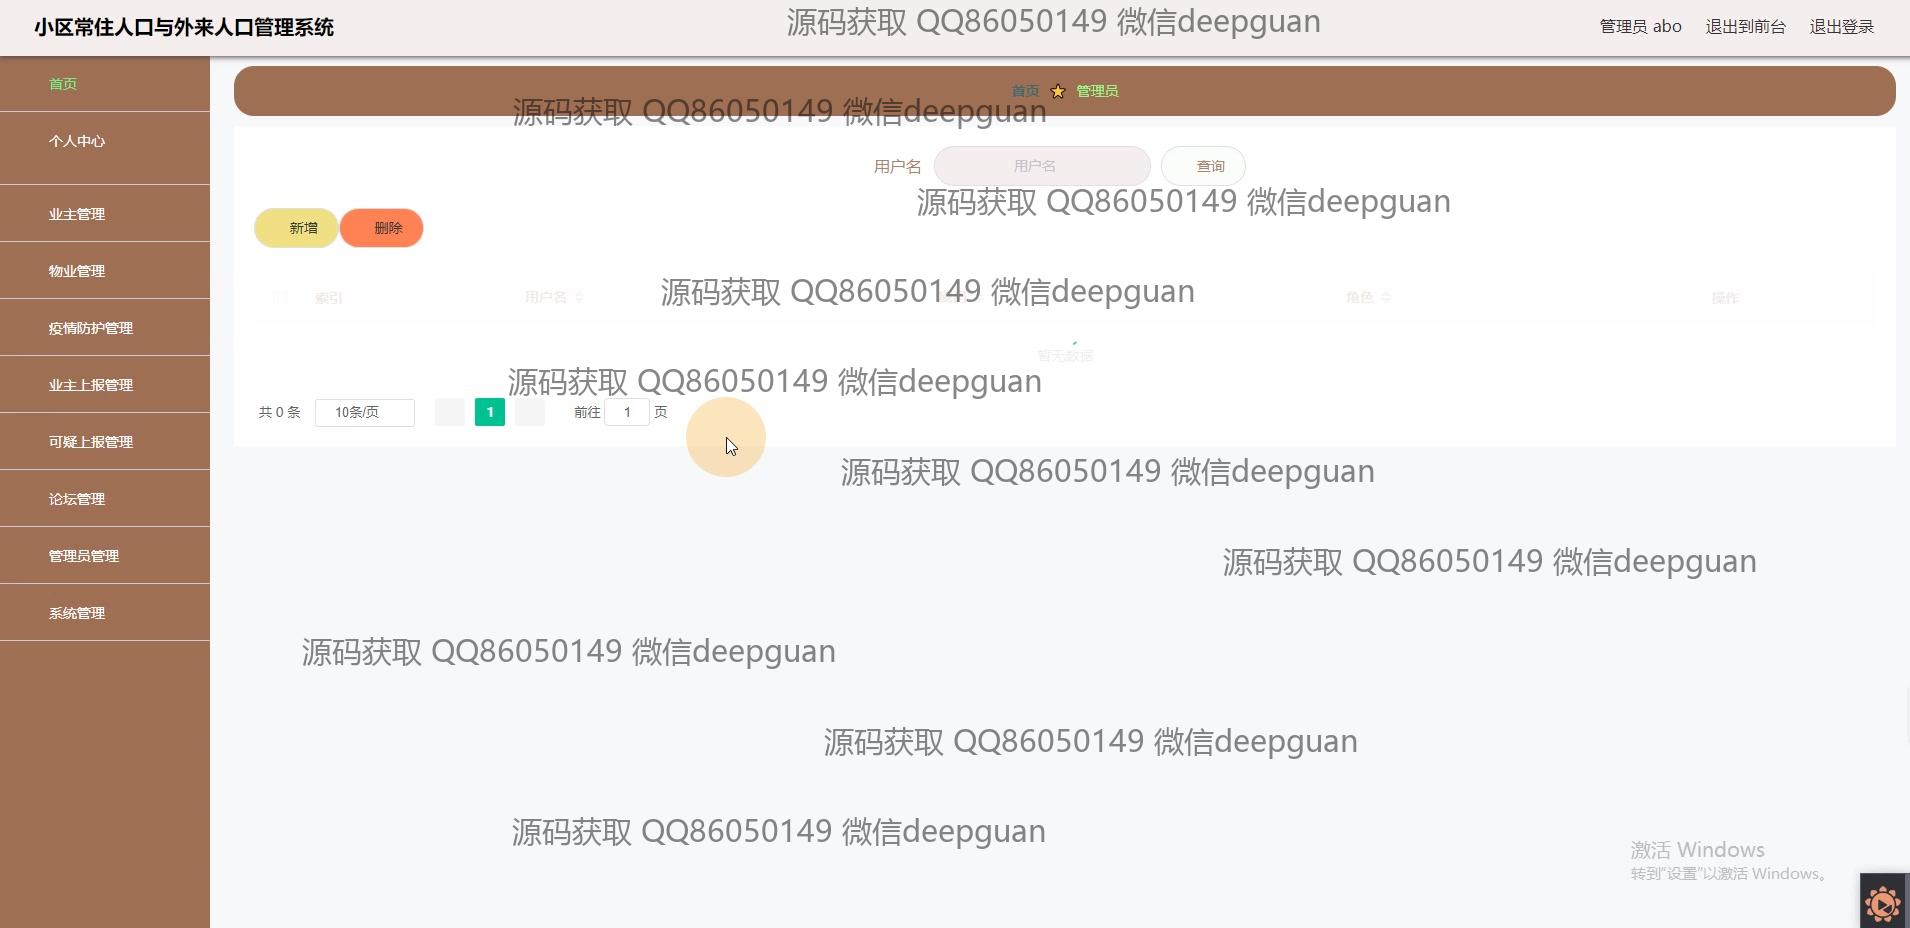 小区常住人口与外来人口管理系统
源码获取 QQ86050149 微信deepguan
管理员 abo 退出到前台 退出登录
首页
首页 管理员
源码获取 QQ86050149 微信deepguan
个人中心
用户名 用户名 查询
源码获取 QQ86050149 微信deepguan
业主管理
新增 删除
物业管理
索引 用户名 角色 操作
源码获取 QQ86050149 微信deepguan
疫情防护管理
暂无数据
业主上报管理
源码获取 QQ86050149 微信deepguan
共 0 条 10条/页 1 前往 1 页
可疑上报管理
源码获取 QQ86050149 微信deepguan
论坛管理
管理员管理
源码获取 QQ86050149 微信deepguan
系统管理
源码获取 QQ86050149 微信deepguan
源码获取 QQ86050149 微信deepguan
源码获取 QQ86050149 微信deepguan
激活 Windows
转到“设置”以激活 Windows。